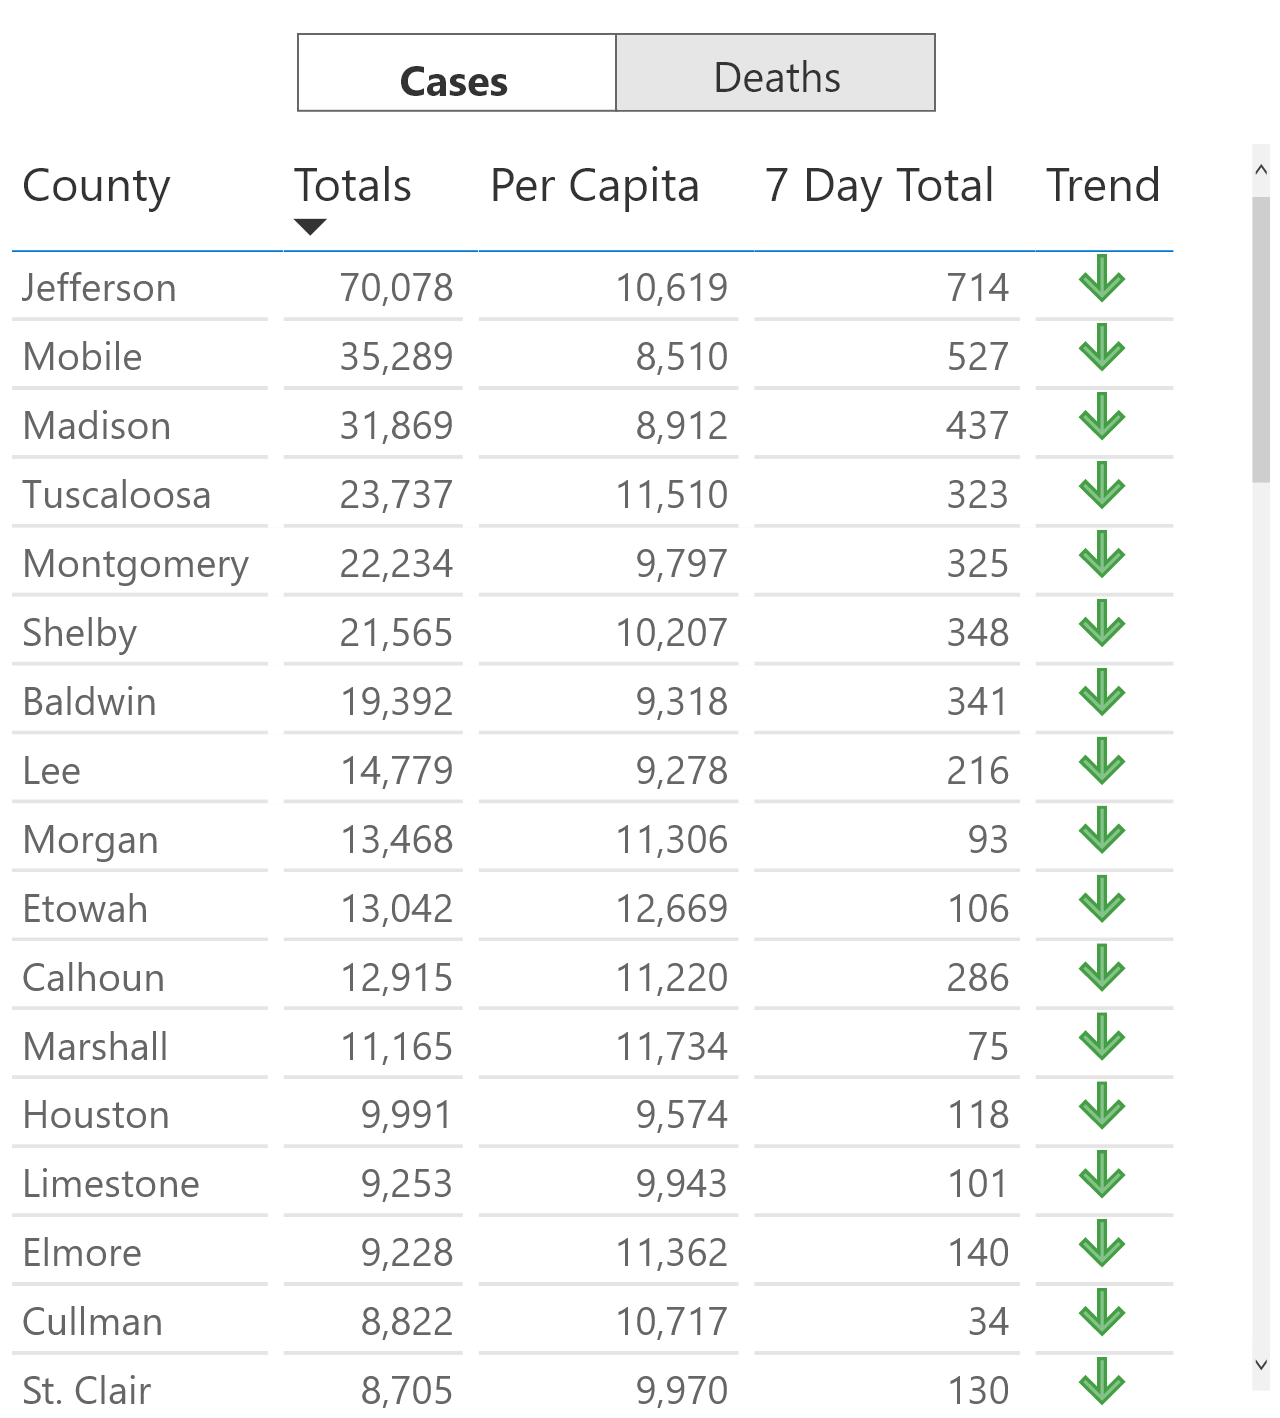 Cases Deaths
County Totals Per Capita 7 Day Total Trend
Jefferson 70,078 10,619 714
Mobile 35,289 8,510 527
Madison 31,869 8,912 437
Tuscaloosa 23,737 11,510 323
Montgomery 22,234 9,797 325
Shelby 21,565 10,207 348
Baldwin 19,392 9,318 341
Lee 14,779 9,278 216
Morgan 13,468 11,306 93
Etowah 13,042 12,669 106
Calhoun 12,915 11,220 286
Marshall 11,165 11,734 75
Houston 9,991 9,574 118
Limestone 9,253 9,943 101
Elmore 9,228 11,362 140
Cullman 8,822 10,717 34
St. Clair 8,705 9,970 130